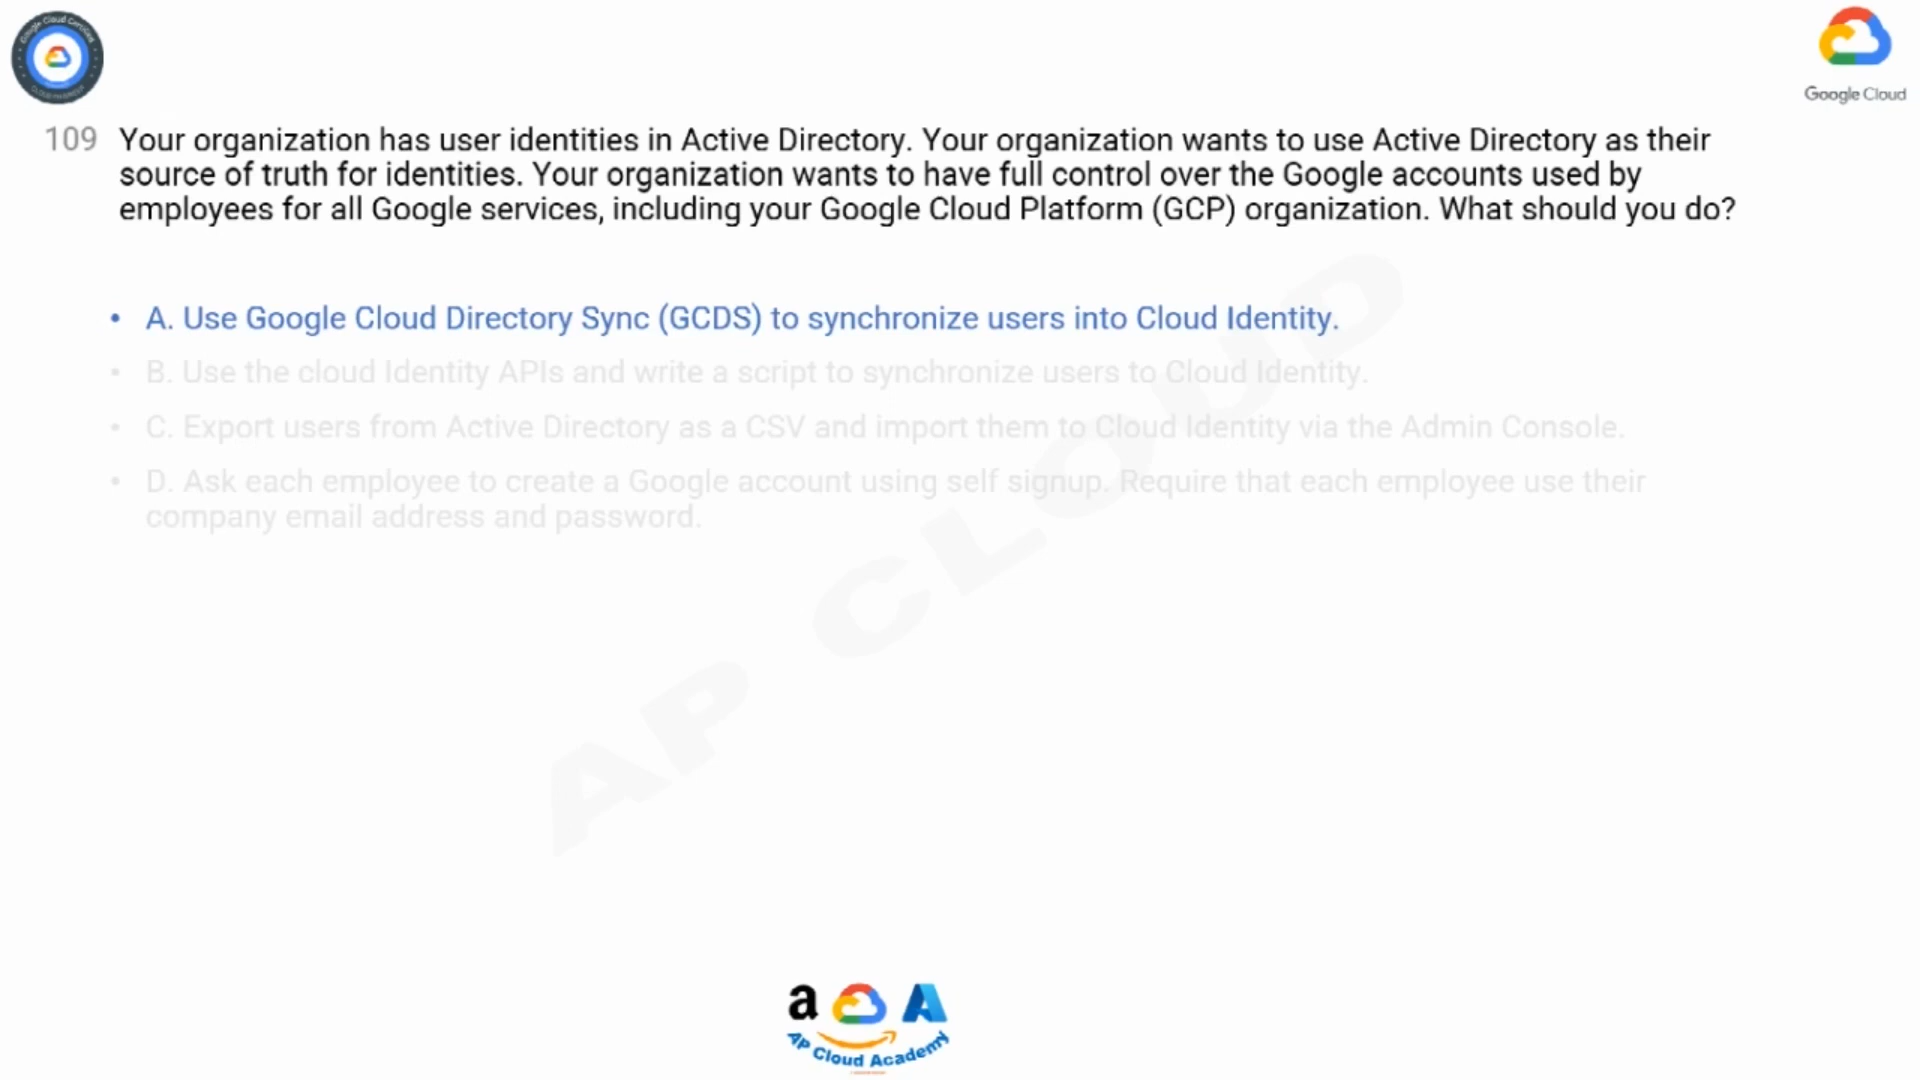 Google Cloud Certified
Google Cloud
109 Your organization has user identities in Active Directory. Your organization wants to use Active Directory as their
source of truth for identities. Your organization wants to have full control over the Google accounts used by
employees for all Google services, including your Google Cloud Platform (GCP) organization. What should you do?
• A. Use Google Cloud Directory Sync (GCDS) to synchronize users into Cloud Identity.
• B. Use the cloud Identity APIs and write a script to synchronize users to Cloud Identity.
• C. Export users from Active Directory as a CSV and import them to Cloud Identity via the Admin Console.
• D. Ask each employee to create a Google account using self signup. Require that each employee use their
company email address and password.
AP CLOUD
a A
AP Cloud Academy